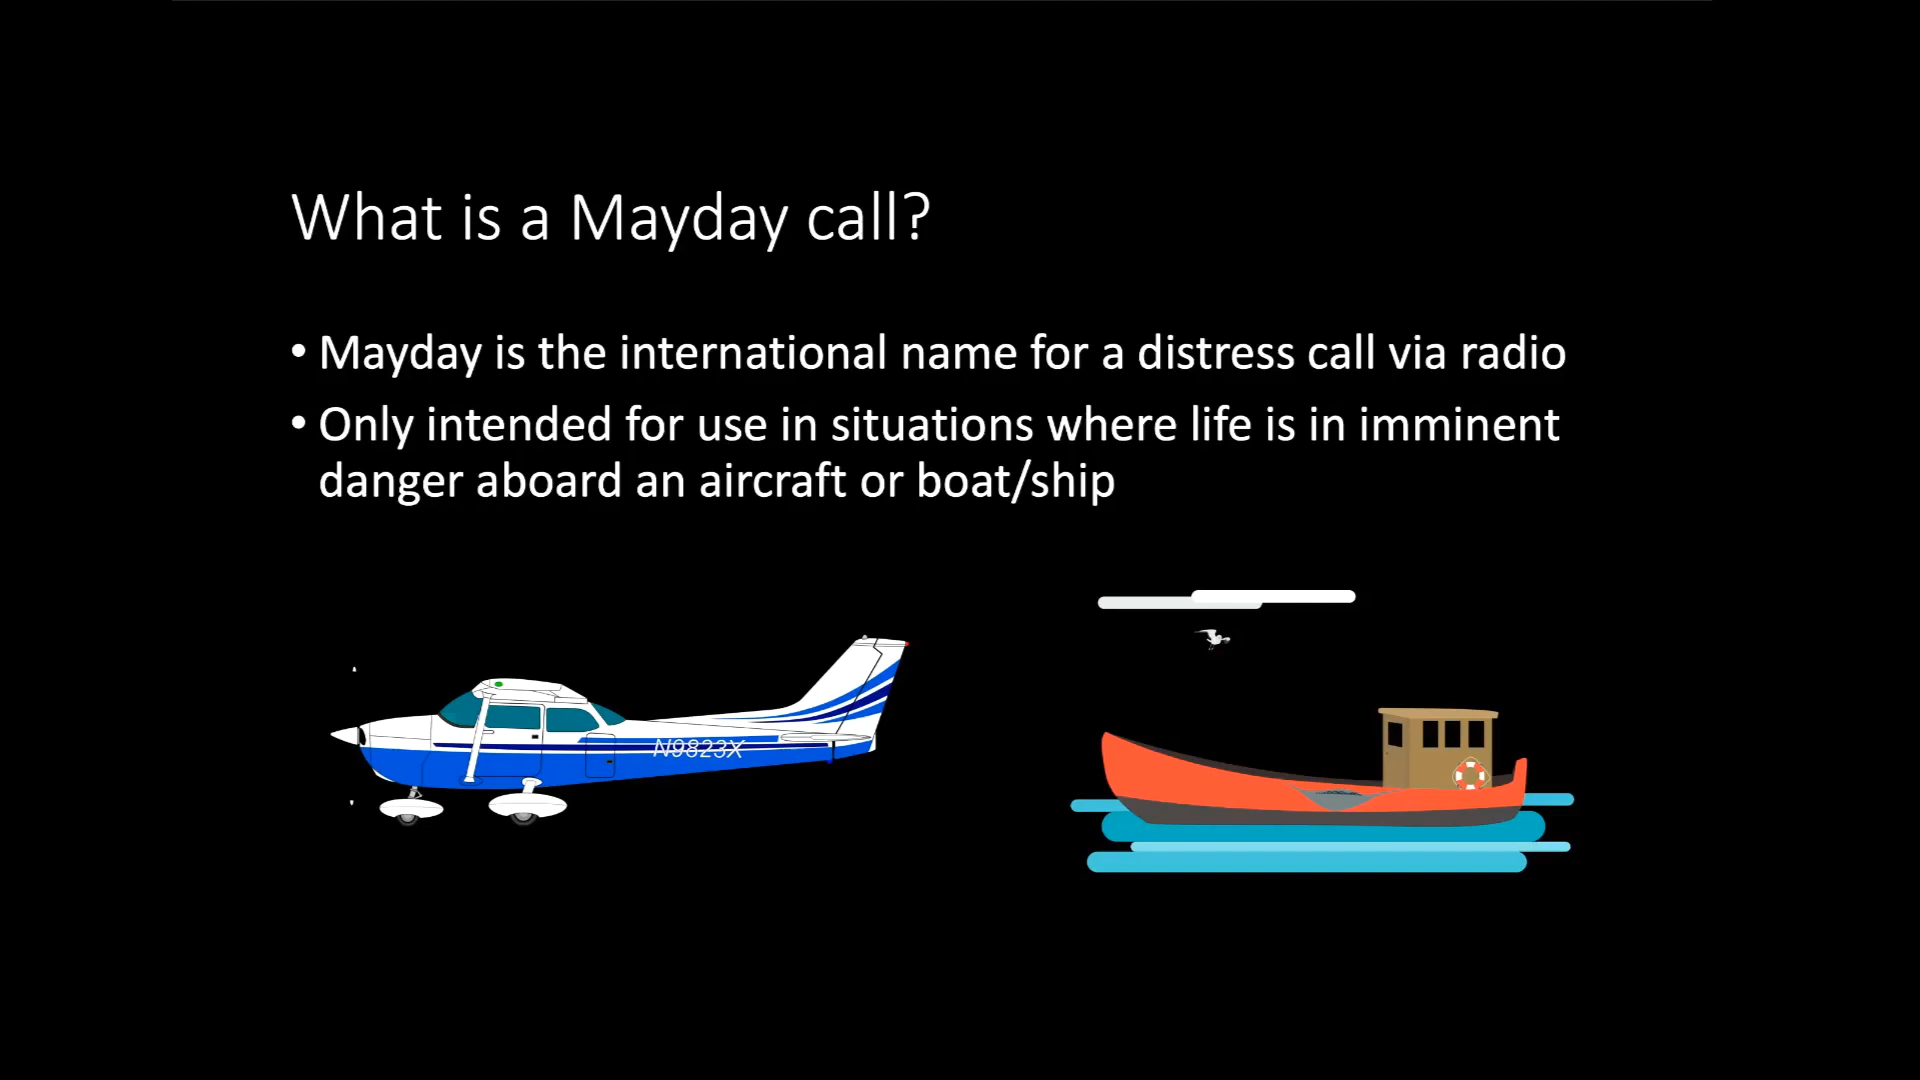 What is a Mayday call?
• Mayday is the international name for a distress call via radio
• Only intended for use in situations where life is in imminent
danger aboard an aircraft or boat/ship
N9823X